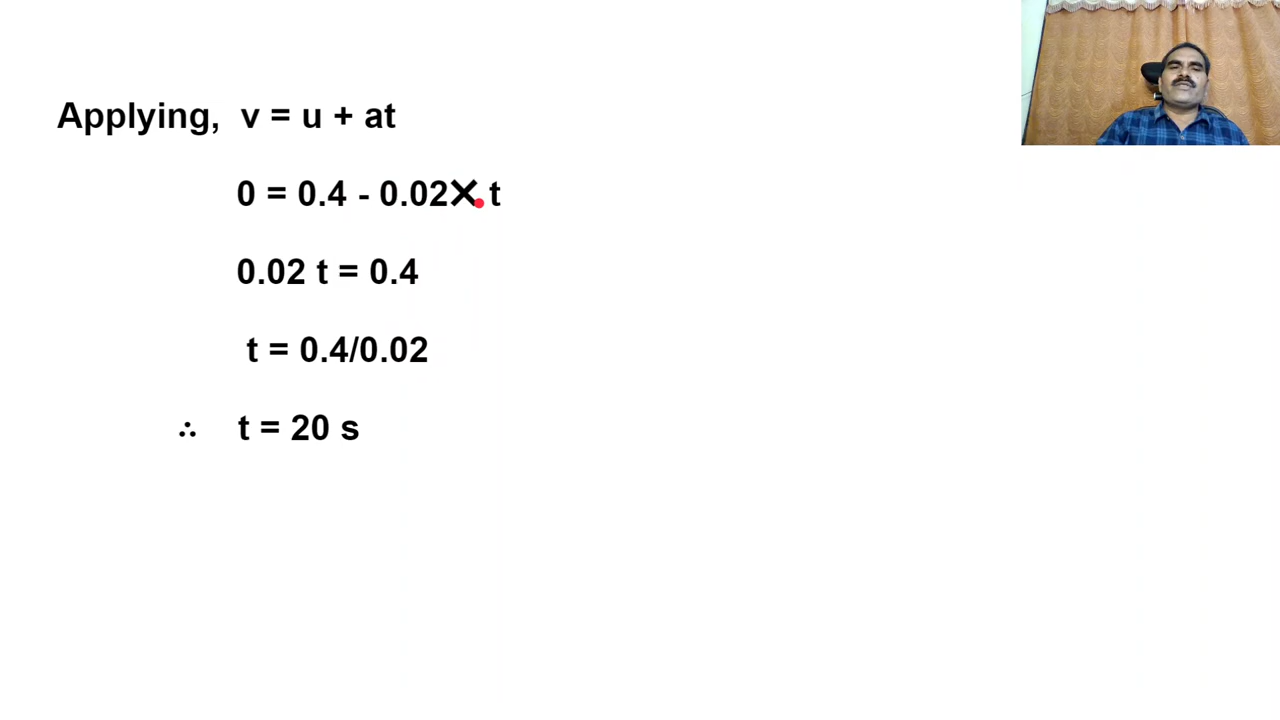 Applying, v = u + at
0 = 0.4 - 0.02✕ t
0.02 t = 0.4
t = 0.4/0.02
∴ t = 20 s